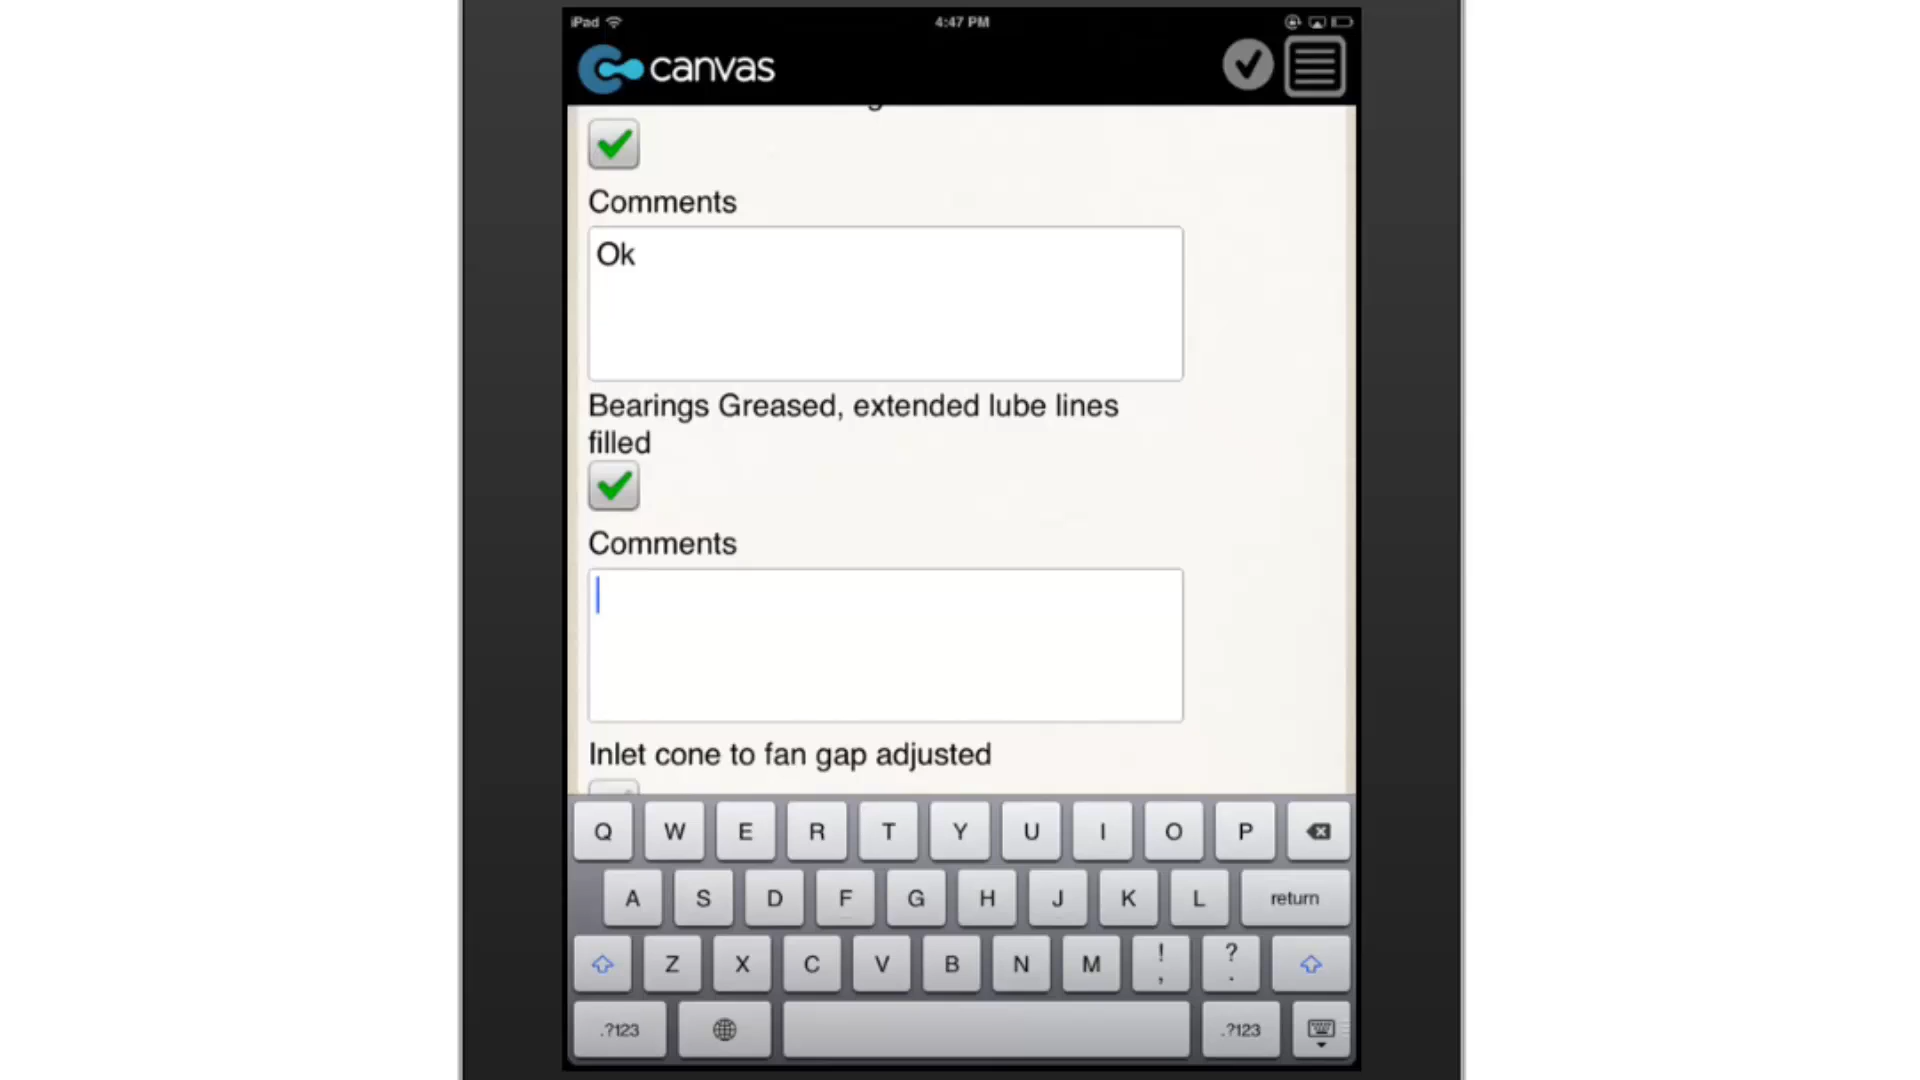 iPad 4:47 PM
canvas
Comments
Ok
Bearings Greased, extended lube lines
filled
Comments
Inlet cone to fan gap adjusted
Q W E R T Y U I O P
A S D F G H J K L return
Z X C V B N M ! , ? .
.?123 .?123